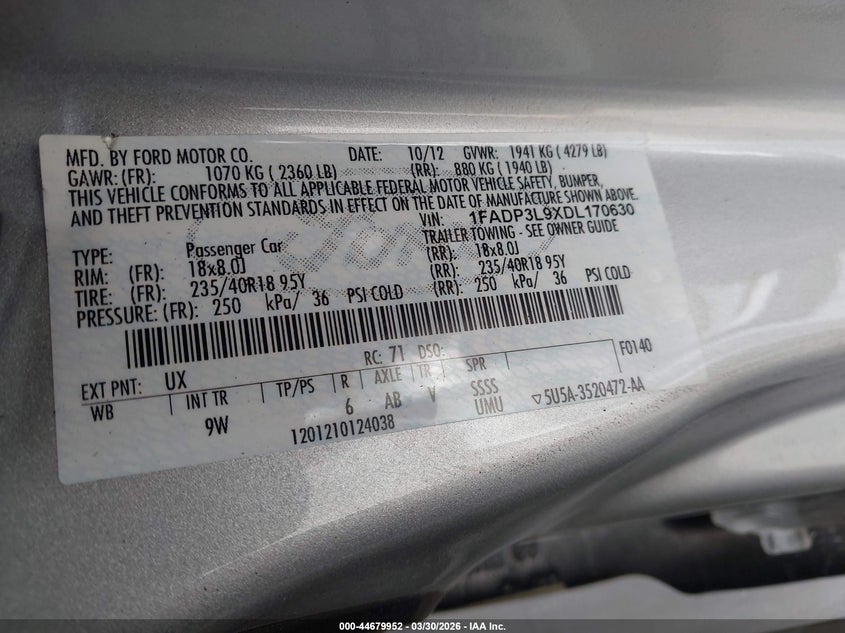 MFD. BY FORD MOTOR CO. DATE: 10/12 GVWR: 1941 KG ( 4279 LB)
GAWR: (FR): 1070 KG ( 2360 LB) (RR): 880 KG ( 1940 LB)
THIS VEHICLE CONFORMS TO ALL APPLICABLE FEDERAL MOTOR VEHICLE SAFETY, BUMPER,
AND THEFT PREVENTION STANDARDS IN EFFECT ON THE DATE OF MANUFACTURE SHOWN ABOVE.
VIN: 1FADP3L9XDL170630
TYPE: Passenger Car TRAILER TOWING - SEE OWNER GUIDE
RIM: (FR): 18x8.0J (RR): 18x8.0J
TIRE: (FR): 235/40R18 95Y (RR): 235/40R18 95Y
PRESSURE: (FR): 250 kPa/ 36 PSI COLD (RR): 250 kPa/ 36 PSI COLD
RC: 71 DSO: F0140
EXT PNT: UX
WB INT TR TP/PS R AXLE TR SPR
9W 6 AB V SSSS
UMU
1201210124038
▽5U5A-3520472-AA
Ford
000-44679952 - 03/30/2026 - IAA Inc.